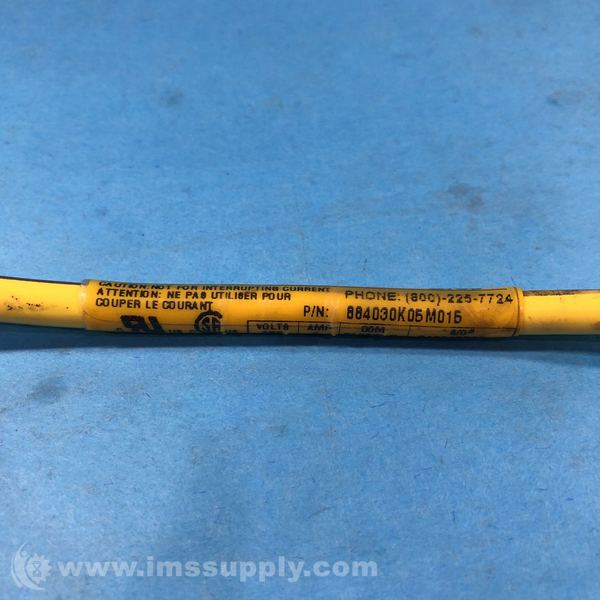 CAUTION: NOT FOR INTERRUPTING CURRENT
ATTENTION: NE PAS UTILISER POUR
COUPER LE COURANT
PHONE: (800)-225-7724
P/N: 884030K05M015
VOLTS AMP COM
www.imssupply.com